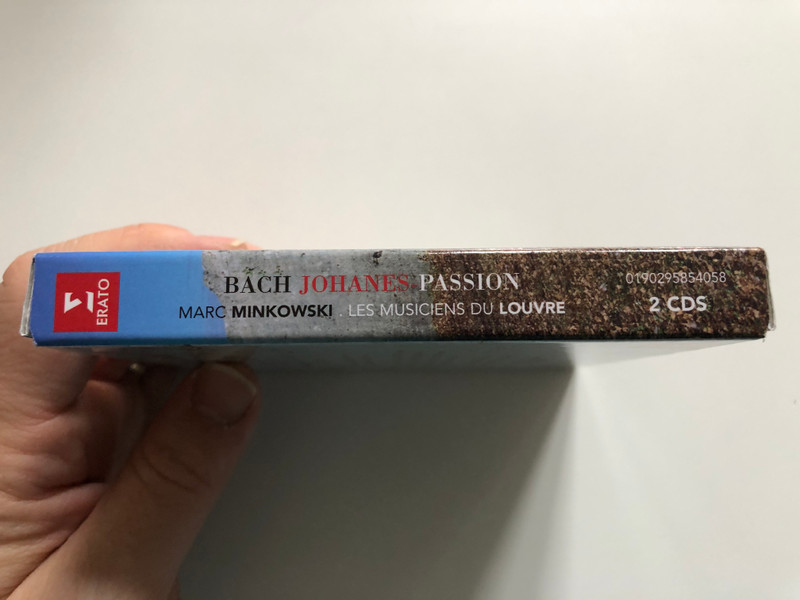 ERATO
BACH JOHANES-PASSION
MARC MINKOWSKI . LES MUSICIENS DU LOUVRE
0190295854058
2 CDS